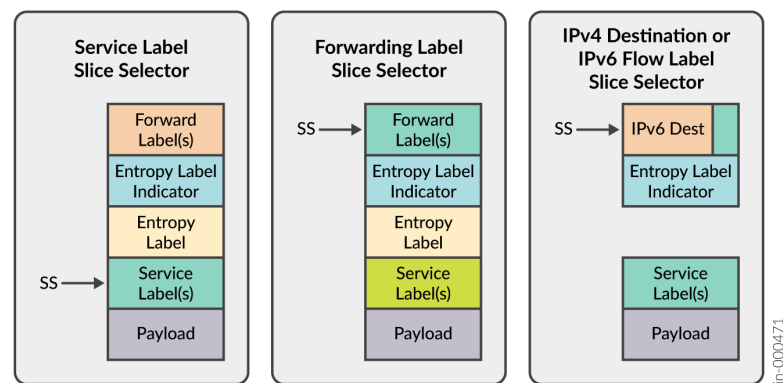 Service Label
Slice Selector
Forward
Label(s)
Entropy Label
Indicator
Entropy
Label
SS
Service
Label(s)
Payload
Forwarding Label
Slice Selector
SS
Forward
Label(s)
Entropy Label
Indicator
Entropy
Label
Service
Label(s)
Payload
IPv4 Destination or
IPv6 Flow Label
Slice Selector
SS
IPv6 Dest
Entropy Label
Indicator
Service
Label(s)
Payload
jn-000471